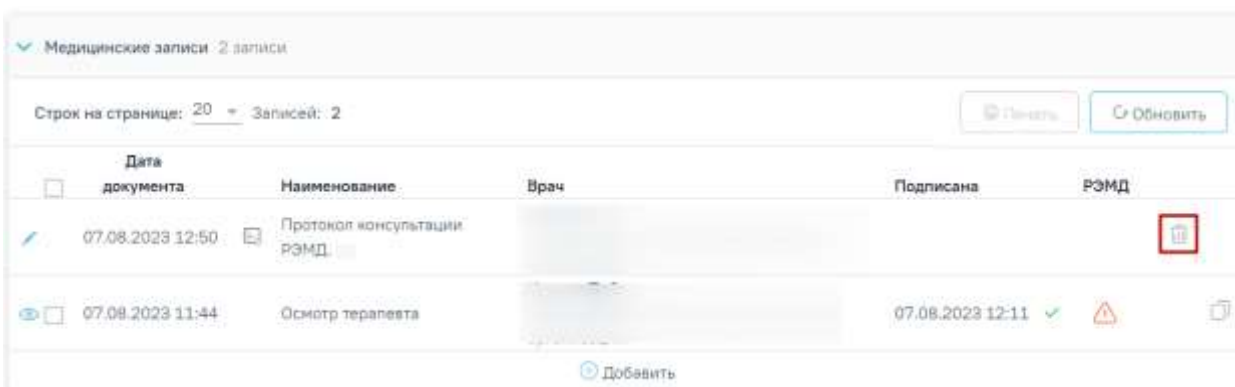 Медицинские записи 2 записи
Строк на странице: 20 Записей: 2
Печать
Обновить
Дата документа
Наименование
Врач
Подписана
РЭМД
07.08.2023 12:50
Протокол консультации
РЭМД.
07.08.2023 11:44
Осмотр терапевта
07.08.2023 12:11
Добавить